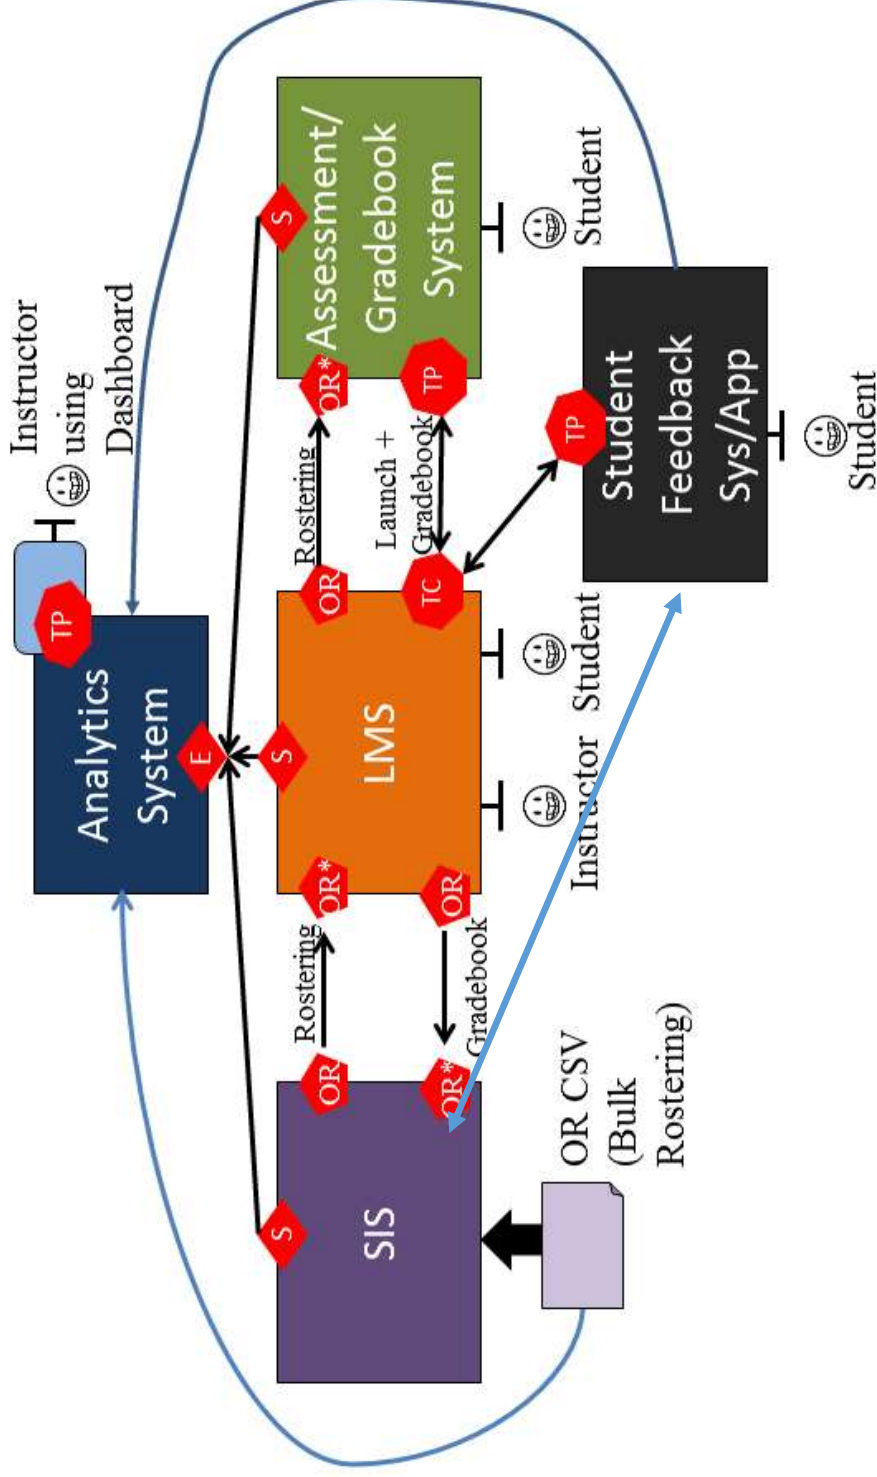 Instructor
using
Dashboard
TP
Analytics
System
E
S
S
S
SIS
OR
Rostering
OR*
OR*
Gradebook
OR
LMS
OR
Rostering
OR*
TC
Launch +
Gradebook
TP
Assessment/
Gradebook
System
Instructor
Student
Student
TP
Student
Feedback
Sys/App
Student
OR CSV
(Bulk
Rostering)